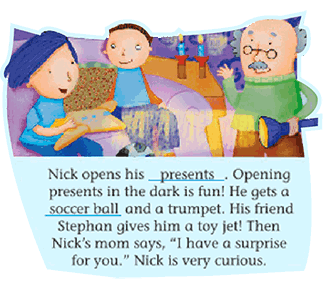 Nick opens his presents. Opening
presents in the dark is fun! He gets a
soccer ball and a trumpet. His friend
Stephan gives him a toy jet! Then
Nick's mom says, "I have a surprise
for you." Nick is very curious.